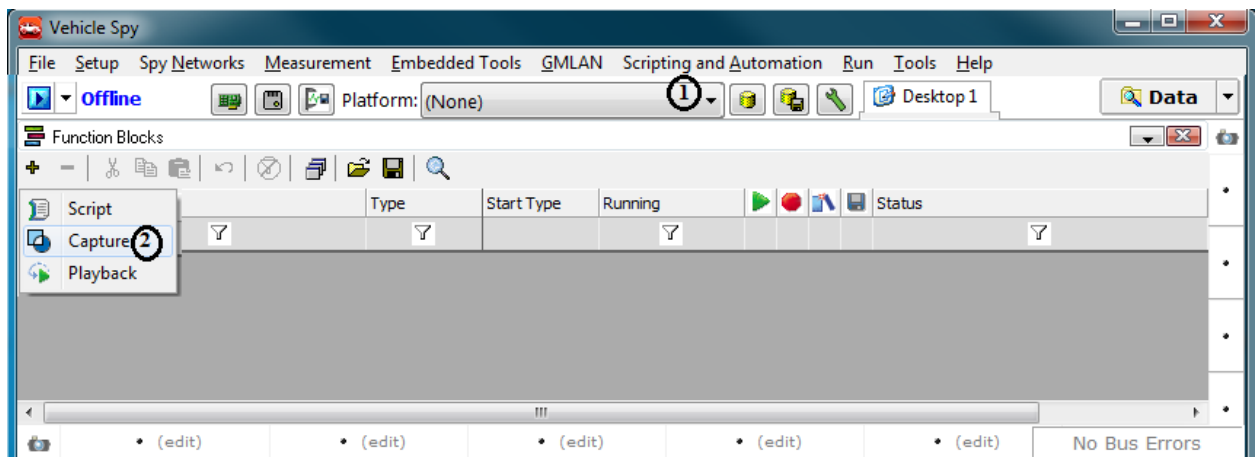 Vehicle Spy
File Setup Spy Networks Measurement Embedded Tools GMLAN Scripting and Automation Run Tools Help
Offline Platform: (None) 1 Desktop 1 Data
Function Blocks
Script Type Start Type Running Status
Capture 2
Playback
(edit) (edit) (edit) (edit) (edit) No Bus Errors